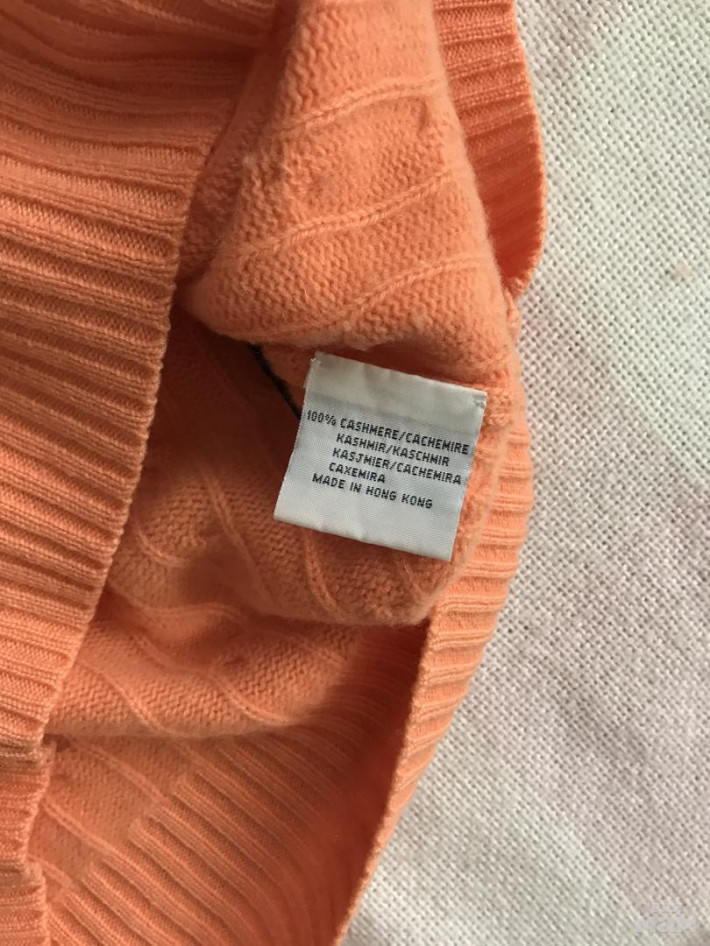 100% CASHMERE/CACHEMIRE
KASHMIR/KASCHMIR
KASJMIER/CACHEMIRA
CAXEMIRA
MADE IN HONG KONG